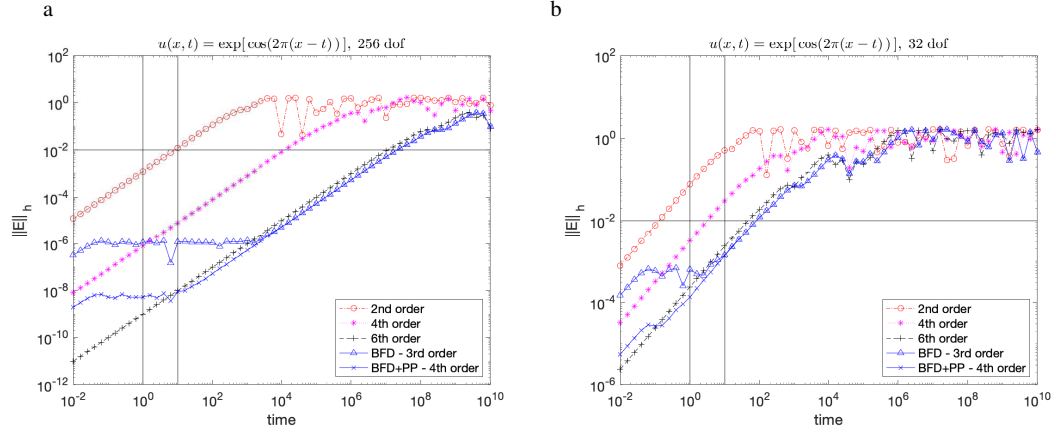 a
u(x, t) = exp[cos(2π(x − t))], 256 dof
10^2
10^0
10^-2
10^-4
10^-6
10^-8
10^-10
10^-12
||E||_h
10^-2
10^0
10^2
10^4
10^6
10^8
10^10
time
2nd order
4th order
6th order
BFD - 3rd order
BFD+PP - 4th order
b
u(x, t) = exp[cos(2π(x − t))], 32 dof
10^2
10^0
10^-2
10^-4
10^-6
||E||_h
10^-2
10^0
10^2
10^4
10^6
10^8
10^10
time
2nd order
4th order
6th order
BFD - 3rd order
BFD+PP - 4th order